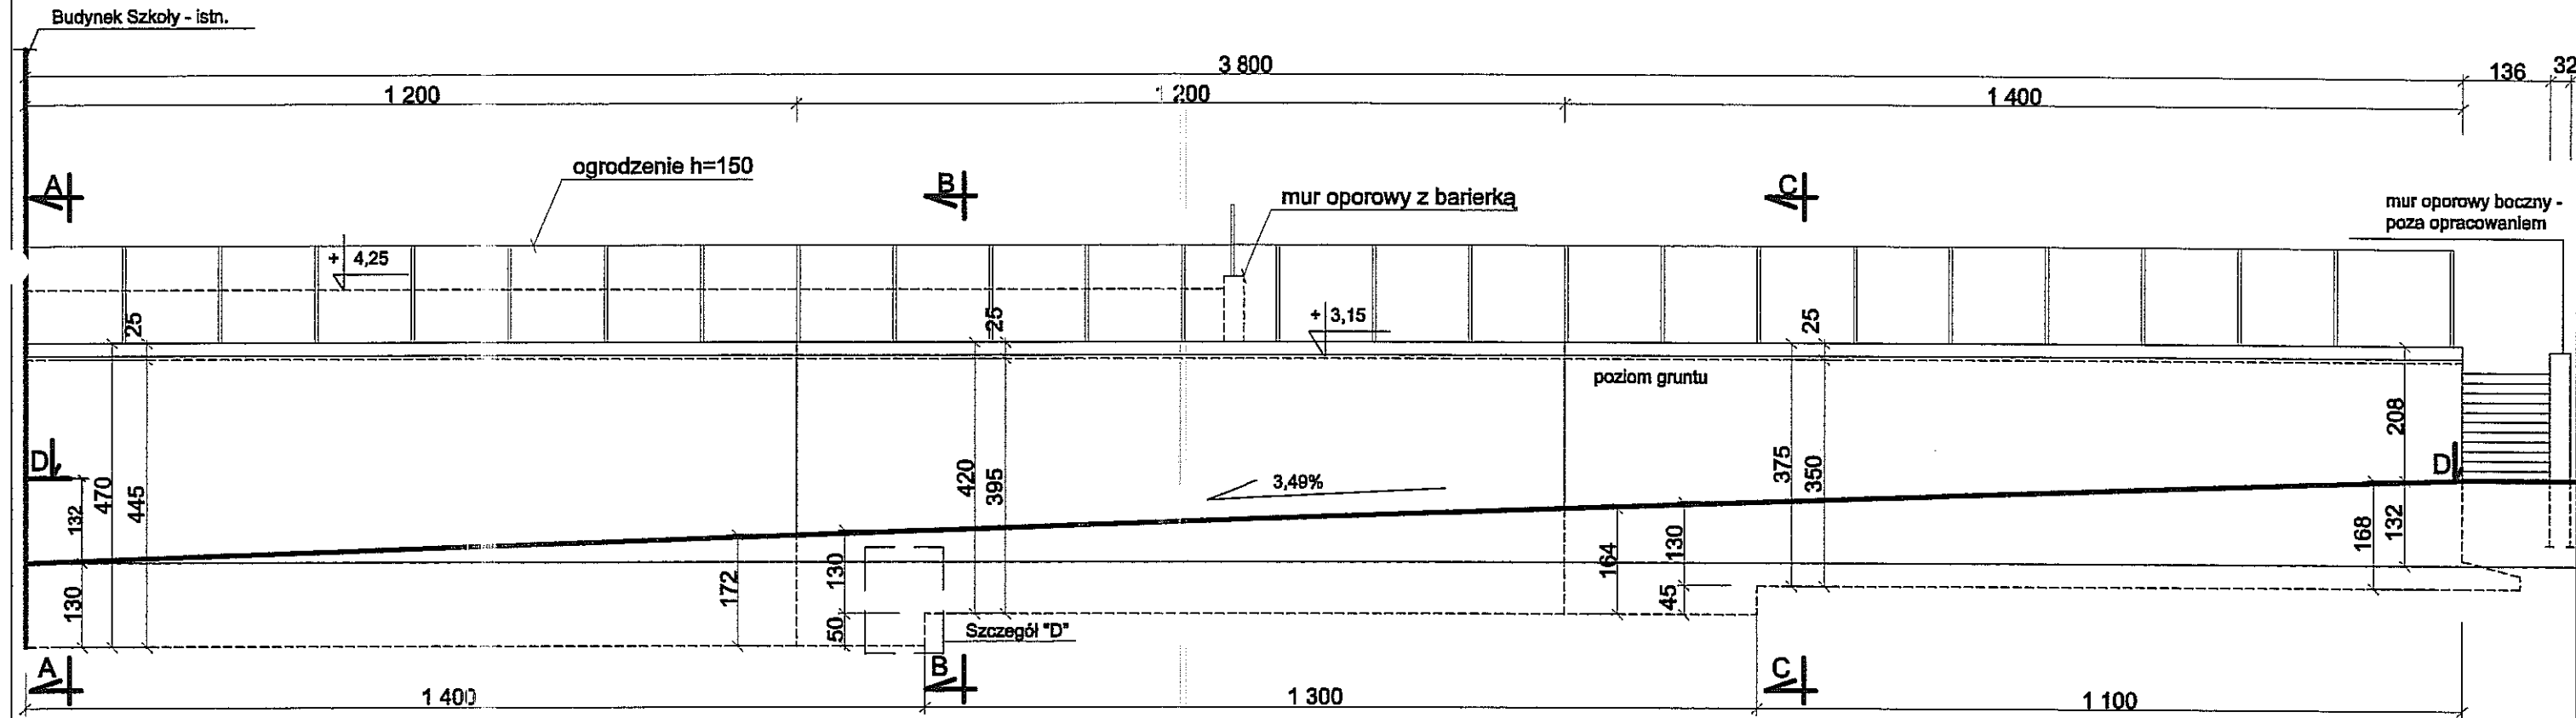 Budynek Szkoły - istn.
3 800
136
32
1 200
1 200
1 400
A
ogrodzenie h=150
B
mur oporowy z barierką
C
mur oporowy boczny -
poza opracowaniem
+ 4,25
+ 3,15
25
25
25
poziom gruntu
208
D
470
445
132
420
395
3,49%
375
350
D
130
172
130
50
164
130
45
168
132
Szczegół "D"
A
B
C
1 400
1 300
1 100